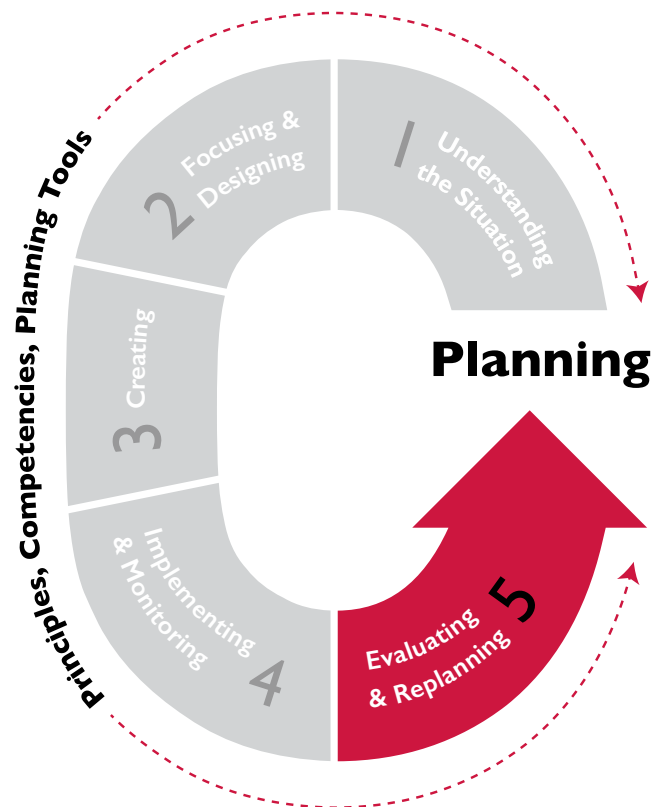 Principles, Competencies, Planning Tools
1
Understanding
the Situation
2
Focusing &
Designing
3
Creating
4
Implementing
& Monitoring
5
Evaluating
& Replanning
Planning